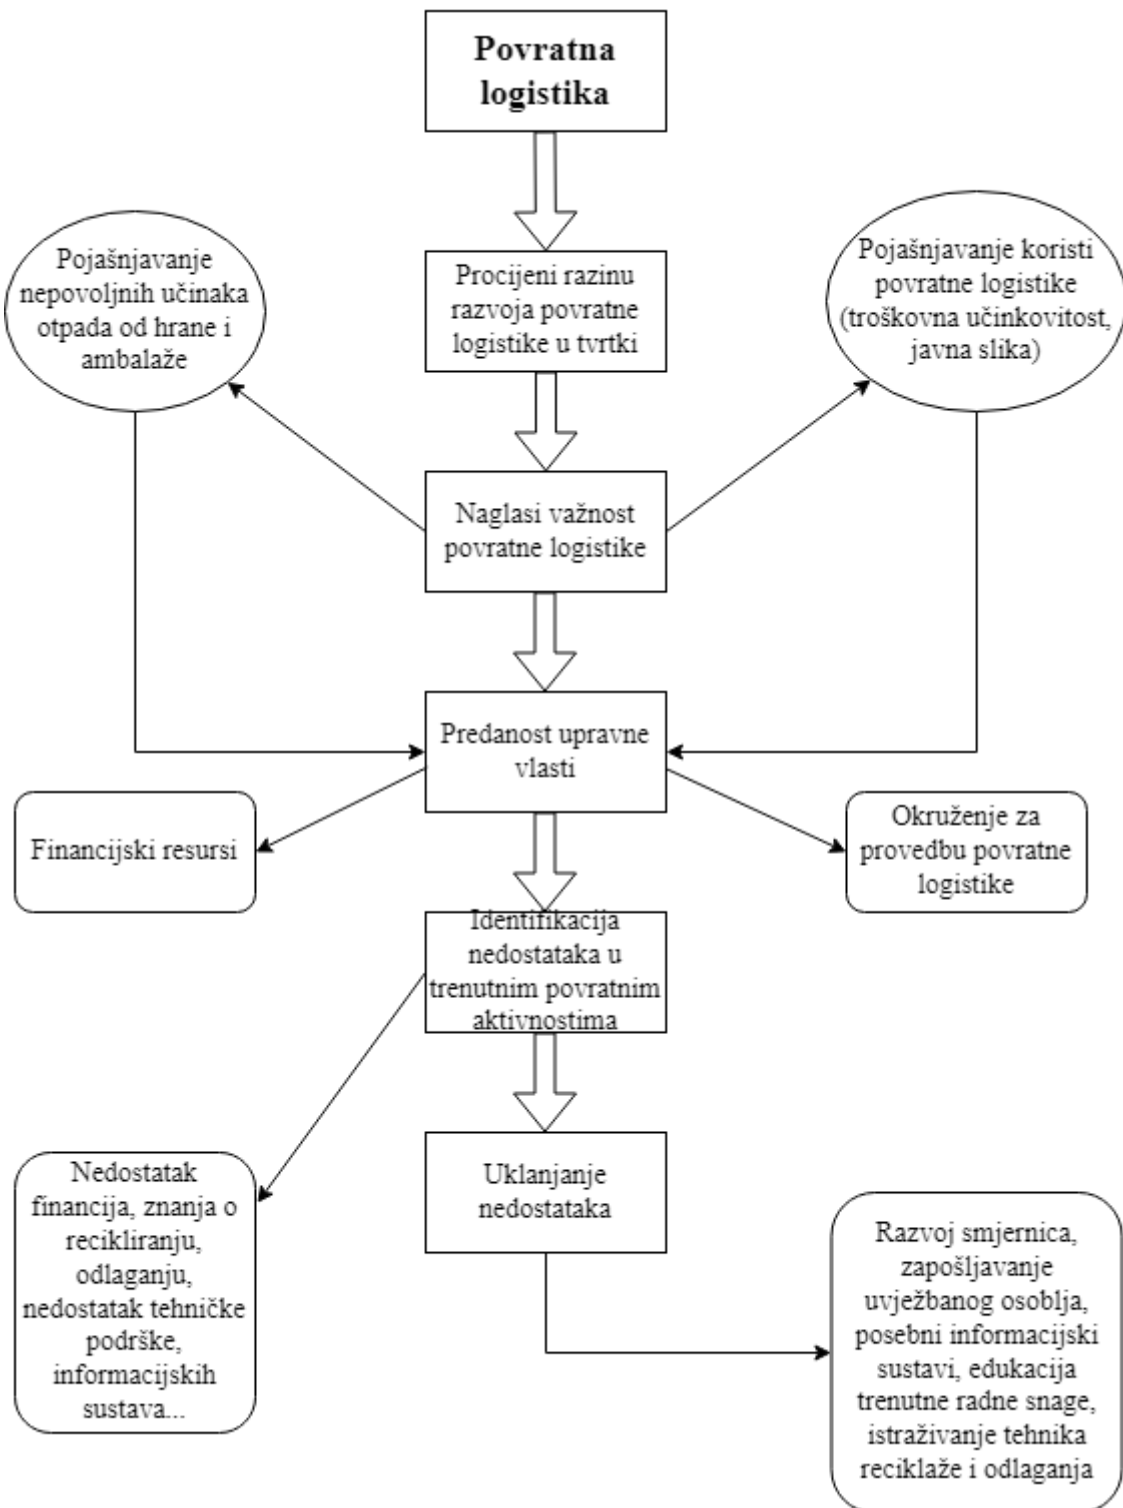 Povratna
logistika
Pojašnjavanje
nepovoljnih učinaka
otpada od hrane i
ambalaže
Procijeni razinu
razvoja povratne
logistike u tvrtki
Pojašnjavanje koristi
povratne logistike
(troškovna učinkovitost,
javna slika)
Naglasi važnost
povratne logistike
Predanost upravne
vlasti
Financijski resursi
Okruženje za
provedbu povratne
logistike
Identifikacija
nedostataka u
trenutnim povratnim
aktivnostima
Nedostatak
financija, znanja o
recikliranju,
odlaganju,
nedostatak tehničke
podrške,
informacijskih
sustava...
Uklanjanje
nedostataka
Razvoj smjernica,
zapošljavanje
uvježbanog osoblja,
posebni informacijski
sustavi, edukacija
trenutne radne snage,
istraživanje tehnika
reciklaže i odlaganja